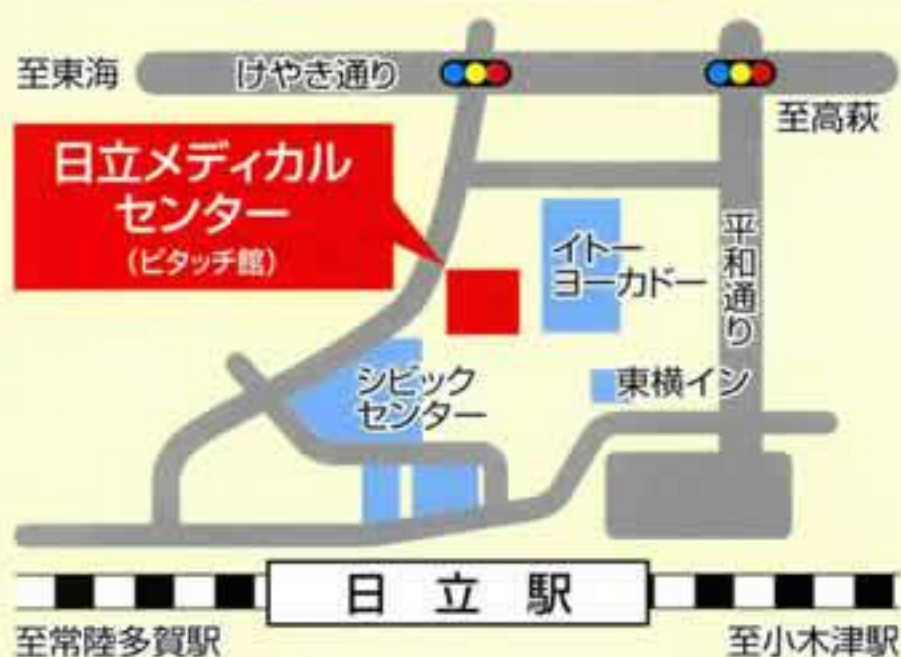 至東海
けやき通り
至高萩
日立メディカル
センター
(ピタッチ館)
イトー
ヨーカドー
平和通り
シビック
センター
東横イン
日立駅
至常陸多賀駅
至小木津駅